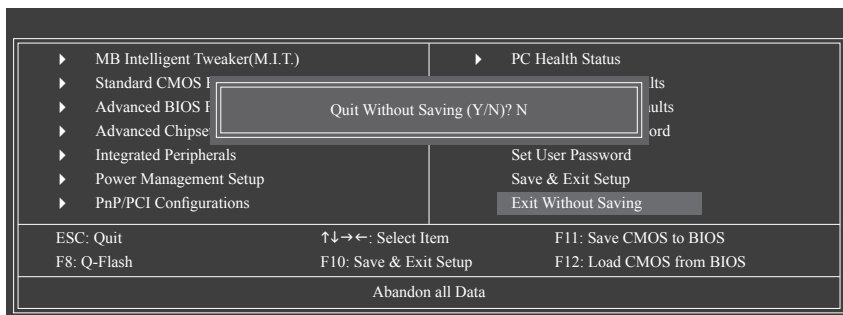 MB Intelligent Tweaker(M.I.T.)
Standard CMOS
Advanced BIOS
Advanced
Integrated Peripherals
Power Management Setup
PnP/PCI Configurations
PC Health Status
Set User Password
Save & Exit Setup
Exit Without Saving
Quit Without Saving (Y/N)? N
ESC: Quit ↑↓→←: Select Item F11: Save CMOS to BIOS
F8: Q-Flash F10: Save & Exit Setup F12: Load CMOS from BIOS
Abandon all Data